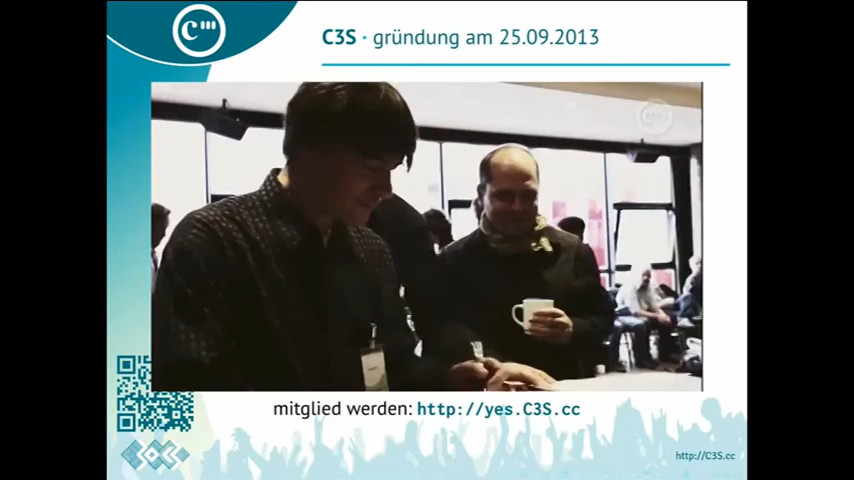 C3S · gründung am 25.09.2013
mitglied werden: http://yes.C3S.cc
http://C3S.cc